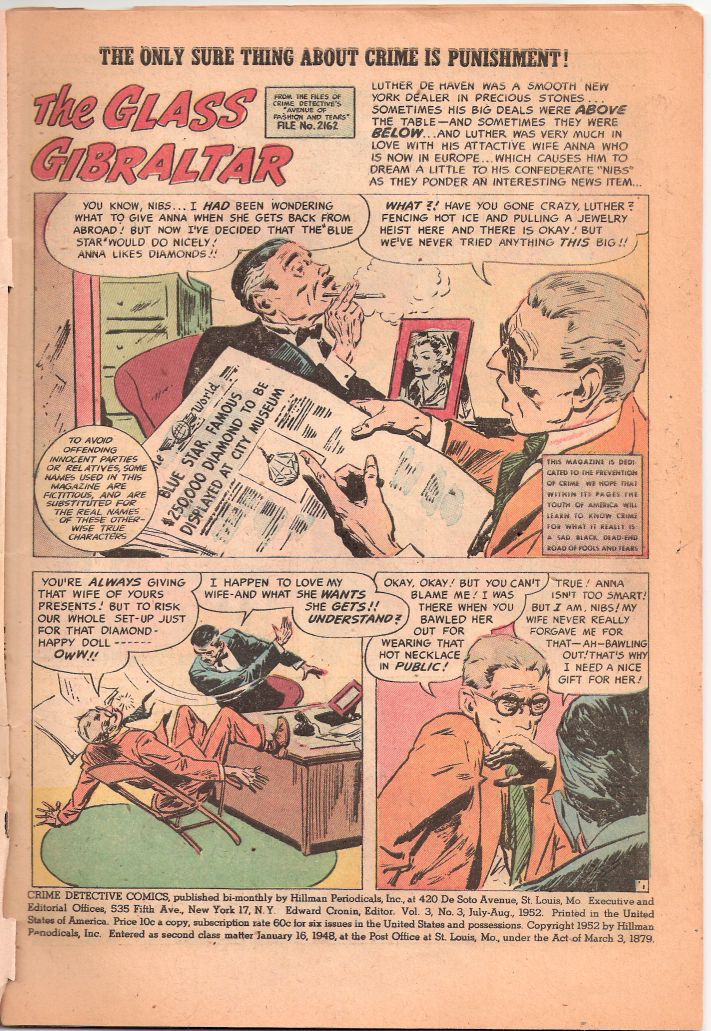 THE ONLY SURE THING ABOUT CRIME IS PUNISHMENT!
The GLASS
GIBRALTAR
FROM THE FILES OF
CRIME DETECTIVE'S
"AVENUE OF
FASHION AND TEARS"
FILE No. 2162
LUTHER DE HAVEN WAS A SMOOTH NEW
YORK DEALER IN PRECIOUS STONES...
SOMETIMES HIS BIG DEALS WERE ABOVE
THE TABLE—AND SOMETIMES THEY WERE
BELOW...AND LUTHER WAS VERY MUCH IN
LOVE WITH HIS ATTACTIVE WIFE ANNA WHO
IS NOW IN EUROPE...WHICH CAUSES HIM TO
DREAM A LITTLE TO HIS CONFEDERATE "NIBS"
AS THEY PONDER AN INTERESTING NEWS ITEM...
YOU KNOW, NIBS... I HAD BEEN WONDERING
WHAT TO GIVE ANNA WHEN SHE GETS BACK FROM
ABROAD! BUT NOW I'VE DECIDED THAT THE "BLUE
STAR" WOULD DO NICELY!
ANNA LIKES DIAMONDS!!
WHAT?! HAVE YOU GONE CRAZY, LUTHER?
FENCING HOT ICE AND PULLING A JEWELRY
HEIST HERE AND THERE IS OKAY! BUT
WE'VE NEVER TRIED ANYTHING THIS BIG!!
The World
BLUE STAR, FAMOUS
$250,000 DIAMOND TO BE
DISPLAYED AT CITY MUSEUM
TO AVOID
OFFENDING
INNOCENT PARTIES
OR RELATIVES, SOME
NAMES USED IN THIS
MAGAZINE ARE
FICTITIOUS, AND ARE
SUBSTITUTED FOR
THE REAL NAMES
OF THESE OTHER-
WISE TRUE
CHARACTERS
THIS MAGAZINE IS DEDI-
CATED TO THE PREVENTION
OF CRIME WE HOPE THAT
WITHIN ITS PAGES THE
YOUTH OF AMERICA WILL
LEARN TO KNOW CRIME
FOR WHAT IT REALLY IS:
A SAD, BLACK, DEAD-END
ROAD OF FOOLS AND TEARS
YOU'RE ALWAYS GIVING
THAT WIFE OF YOURS
PRESENTS! BUT TO RISK
OUR WHOLE SET-UP JUST
FOR THAT DIAMOND-
HAPPY DOLL ------
OWW!!
I HAPPEN TO LOVE MY
WIFE-AND WHAT SHE WANTS
SHE GETS!!
UNDERSTAND?
OKAY, OKAY! BUT YOU CAN'T
BLAME ME! I WAS
THERE WHEN YOU
BAWLED HER
OUT FOR
WEARING THAT
HOT NECKLACE
IN PUBLIC!
TRUE! ANNA
ISN'T TOO SMART!
BUT I AM, NIBS! MY
WIFE NEVER REALLY
FORGAVE ME FOR
THAT—AH—BAWLING
OUT! THAT'S WHY
I NEED A NICE
GIFT FOR HER!
1
CRIME DETECTIVE COMICS, published bi-monthly by Hillman Periodicals, Inc., at 420 De Soto Avenue, St. Louis, Mo Executive and
Editorial Offices, 535 Fifth Ave., New York 17, N. Y. Edward Cronin, Editor. Vol. 3, No. 3, July-Aug., 1952. Printed in the United
States of America. Price 10c a copy, subscription rate 60c for six issues in the United States and possessions. Copyright 1952 by Hillman
Periodicals, Inc. Entered as second class matter January 16, 1948, at the Post Office at St. Louis, Mo., under the Act of March 3, 1879.